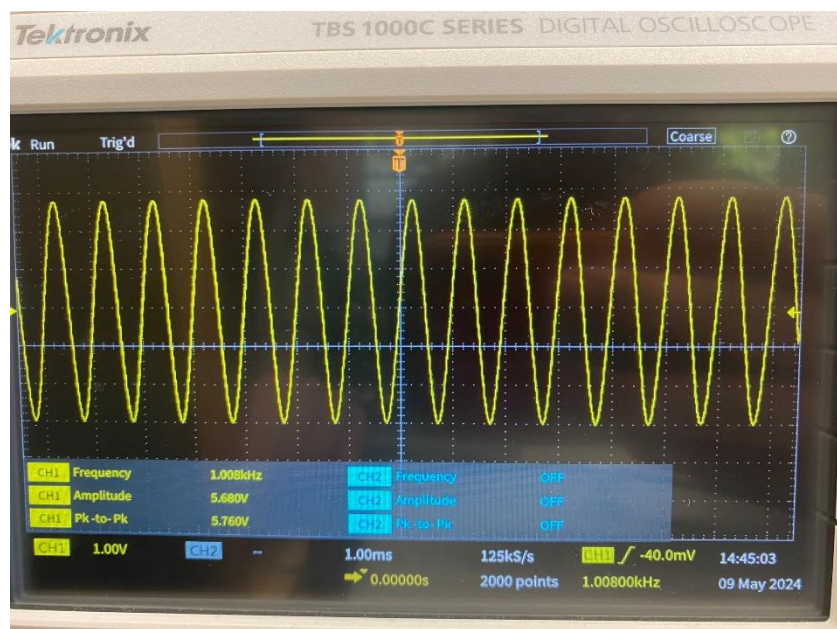 Tektronix TBS 1000C SERIES DIGITAL OSCILLOSCOPE
k Run Trig'd Coarse ?
T
T
CH1 Frequency 1.008kHz CH2 Frequency OFF
CH1 Amplitude 5.680V CH2 Amplitude OFF
CH1 Pk-to-Pk 5.760V CH2 Pk-to-Pk OFF
CH1 1.00V CH2 -- 1.00ms 125kS/s CH1 -40.0mV 14:45:03
0.00000s 2000 points 1.00800kHz 09 May 2024